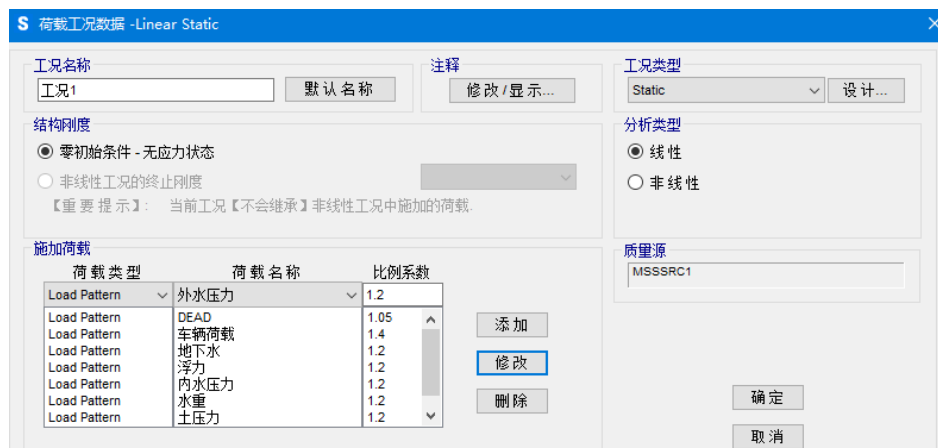 S 荷载工况数据 -Linear Static
工况名称
工况1
默认名称
注释
修改/显示...
工况类型
Static
设计...
结构刚度
零初始条件 - 无应力状态
非线性工况的终止刚度
【重要提示】: 当前工况【不会继承】非线性工况中施加的荷载.
分析类型
线性
非线性
施加荷载
荷载类型 荷载名称 比例系数
Load Pattern 外水压力 1.2
Load Pattern DEAD 1.05
Load Pattern 车辆荷载 1.4
Load Pattern 地下水 1.2
Load Pattern 浮力 1.2
Load Pattern 内水压力 1.2
Load Pattern 水重 1.2
Load Pattern 土压力 1.2
添加
修改
删除
质量源
MSSSRC1
确定
取消